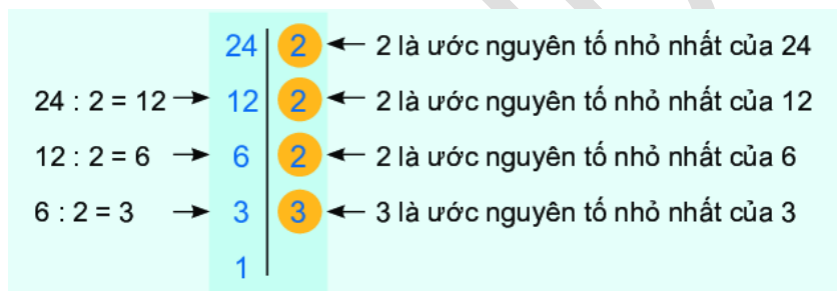 24 2 ← 2 là ước nguyên tố nhỏ nhất của 24
24 : 2 = 12 → 12 2 ← 2 là ước nguyên tố nhỏ nhất của 12
12 : 2 = 6 → 6 2 ← 2 là ước nguyên tố nhỏ nhất của 6
6 : 2 = 3 → 3 3 ← 3 là ước nguyên tố nhỏ nhất của 3
1